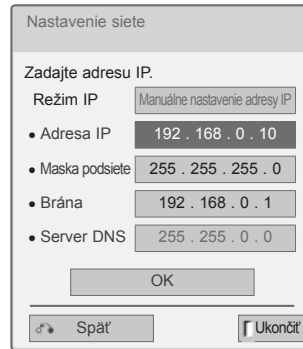 Nastavenie siete
Zadajte adresu IP.
Režim IP Manuálne nastavenie adresy IP
• Adresa IP 192 . 168 . 0 . 10
• Maska podsiete 255 . 255 . 255 . 0
• Brána 192 . 168 . 0 . 1
• Server DNS 255 . 255 . 0 . 0
OK
Späť Ukončiť